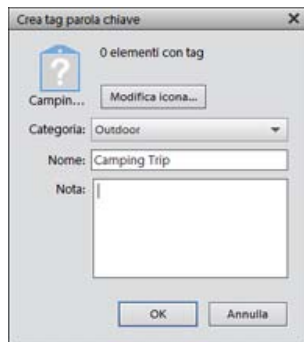 Crea tag parola chiave
0 elementi con tag
Campin...
Modifica icona...
Categoria: Outdoor
Nome: Camping Trip
Nota:
OK Annulla